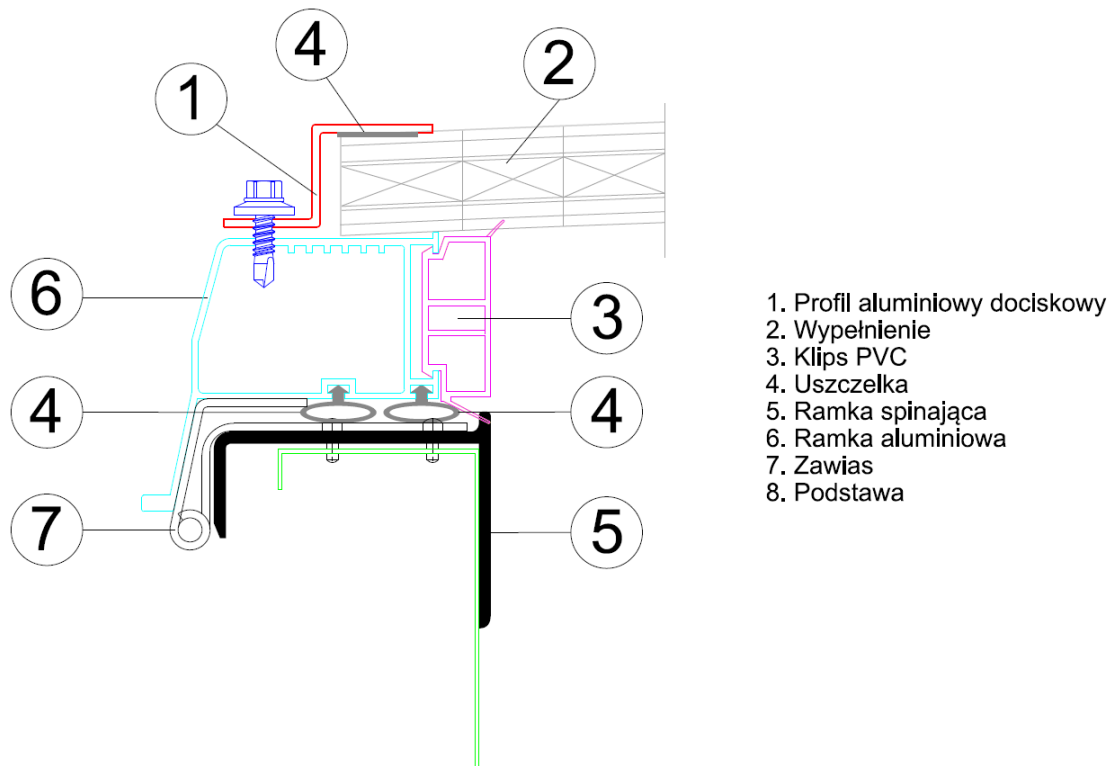 4
2
1
6
3
4
4
7
5
1. Profil aluminiowy dociskowy
2. Wypełnienie
3. Klips PVC
4. Uszczelka
5. Ramka spinająca
6. Ramka aluminiowa
7. Zawias
8. Podstawa